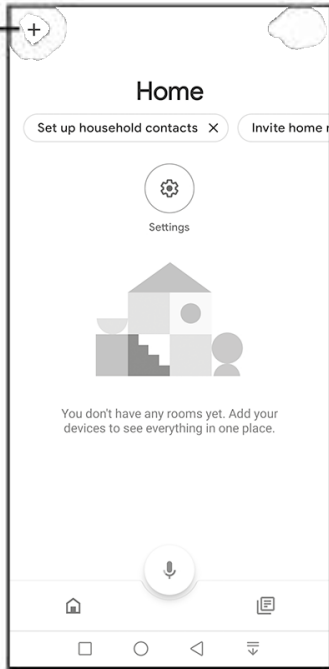 Home
Set up household contacts
Invite home
Settings
You don't have any rooms yet. Add your
devices to see everything in one place.